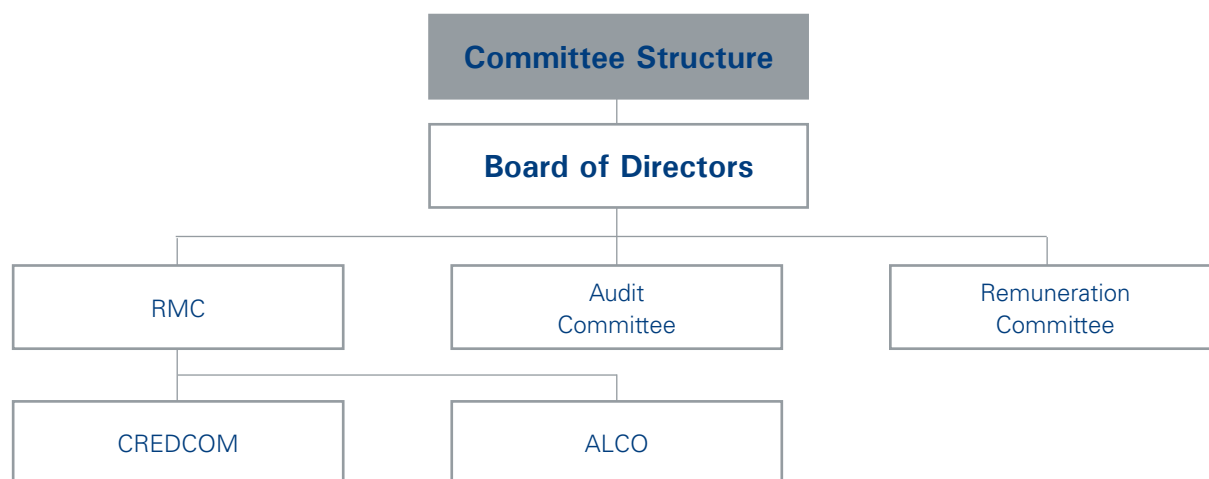 Committee Structure
Board of Directors
RMC
Audit
Committee
Remuneration
Committee
CREDCOM
ALCO